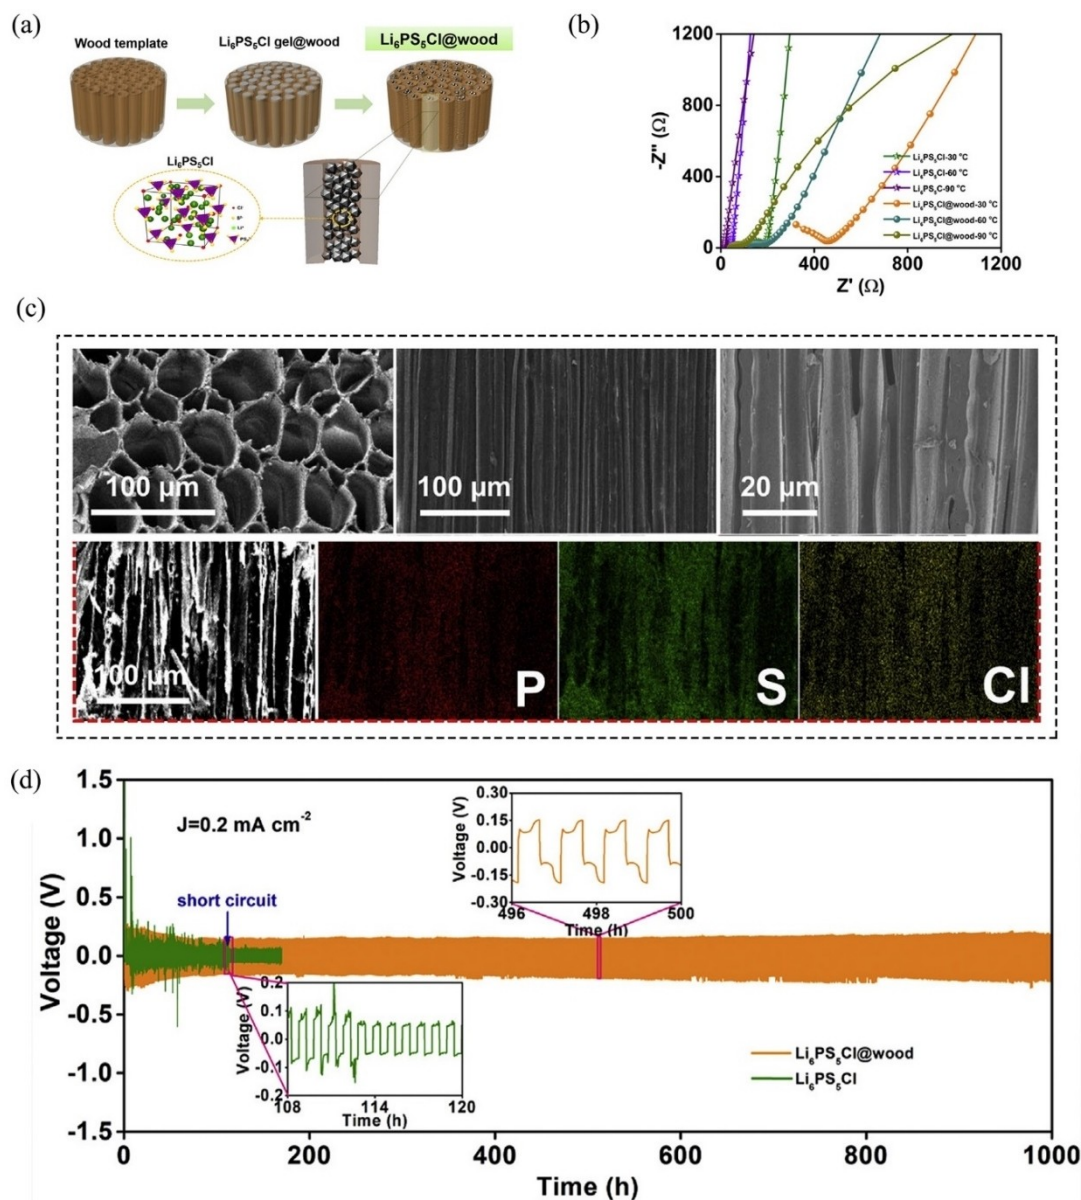 (a)
Wood template
Li₆PS₅Cl gel@wood
Li₆PS₅Cl@wood
Li₆PS₅Cl
Cl⁻
S²⁻
Li⁺
(b)
1200
800
400
0
-Z'' (Ω)
Li₆PS₅Cl-30 °C
Li₆PS₅Cl-60 °C
Li₆PS₅C-90 °C
Li₆PS₅Cl@wood-30 °C
Li₆PS₅Cl@wood-60 °C
Li₆PS₅Cl@wood-90 °C
0 400 800 1200
Z' (Ω)
(c)
100 μm
100 μm
20 μm
100 μm
P
S
Cl
(d)
1.5
1.0
0.5
0.0
-0.5
-1.0
-1.5
Voltage (V)
J=0.2 mA cm⁻²
short circuit
0.30
0.15
0.00
-0.15
-0.30
Voltage (V)
496 498 500
Time (h)
0.2
0.1
0.0
-0.1
-0.2
Voltage (V)
108 114 120
Time (h)
Li₆PS₅Cl@wood
Li₆PS₅Cl
0 200 400 600 800 1000
Time (h)